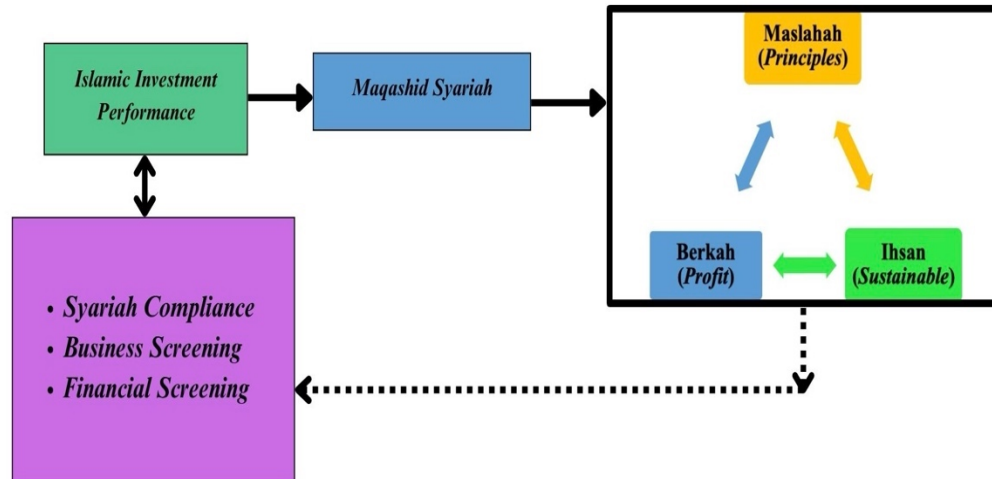 Islamic Investment
Performance
Maqashid Syariah
Maslahah
(Principles)
Berkah
(Profit)
Ihsan
(Sustainable)
• Syariah Compliance
• Business Screening
• Financial Screening